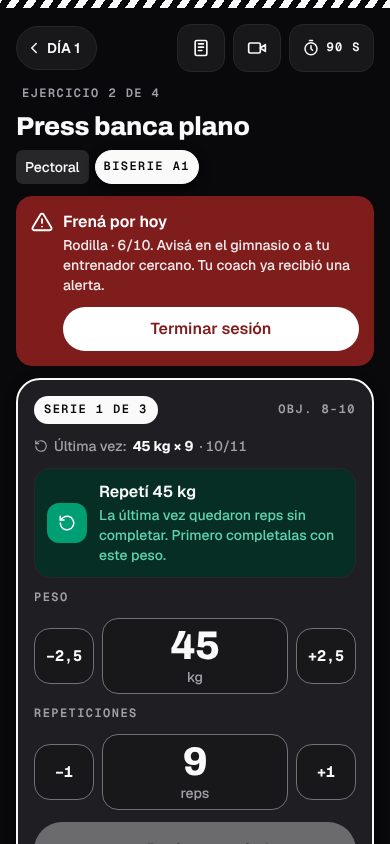 DÍA 1
90 S
EJERCICIO 2 DE 4
Press banca plano
Pectoral
BISERIE A1
Frená por hoy
Rodilla · 6/10. Avisá en el gimnasio o a tu
entrenador cercano. Tu coach ya recibió una
alerta.
Terminar sesión
SERIE 1 DE 3
OBJ. 8-10
Última vez: 45 kg × 9 · 10/11
Repetí 45 kg
La última vez quedaron reps sin
completar. Primero completalas con
este peso.
PESO
−2,5
45
kg
+2,5
REPETICIONES
−1
9
reps
+1